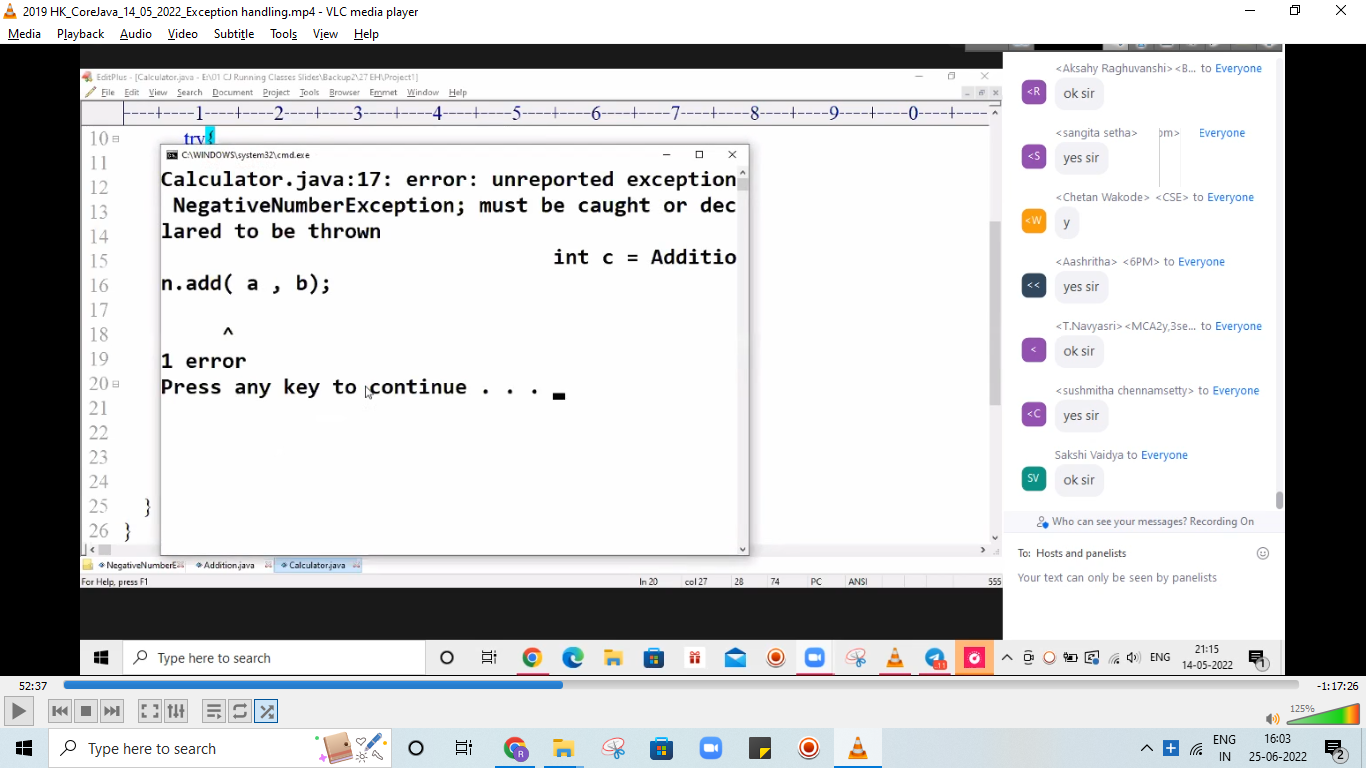 2019 HK_CoreJava_14_05_2022_Exception handling.mp4 - VLC media player
Media Playback Audio Video Subtitle Tools View Help
EditPlus - [Calculator.java - E:\01 CJ Running Classes Slides\Backup2\27 EH\Project1]
File Edit View Search Document Project Tools Browser Emmet Window Help
----+----1----+----2----+----3----+----4----+----5----+----6----+----7----+----8----+----9----+----0----+----
10 try{
11
12
13
14
15
16
17
18
19
20
21
22
23
24
25 }
26 }
C:\WINDOWS\system32\cmd.exe
Calculator.java:17: error: unreported exception
NegativeNumberException; must be caught or dec
lared to be thrown
int c = Additio
n.add( a , b);
^
1 error
Press any key to continue . . .
NegativeNumberE Addition.java Calculator.java
For Help, press F1 ln 20 col 27 28 74 PC ANSI 555
<Aksahy Raghuvanshi> <B... to Everyone
<R ok sir
<sangita setha> pm> Everyone
<S yes sir
<Chetan Wakode> <CSE> to Everyone
<W y
<Aashritha> <6PM> to Everyone
<< yes sir
<T.Navyasri> <MCA2y,3se... to Everyone
< ok sir
<sushmitha chennamsetty> to Everyone
<C yes sir
Sakshi Vaidya to Everyone
SV ok sir
Who can see your messages? Recording On
To: Hosts and panelists
Your text can only be seen by panelists
Type here to search
11
ENG
21:15
14-05-2022
1
52:37
-1:17:26
125%
Type here to search
R
ENG
IN
16:03
25-06-2022
2